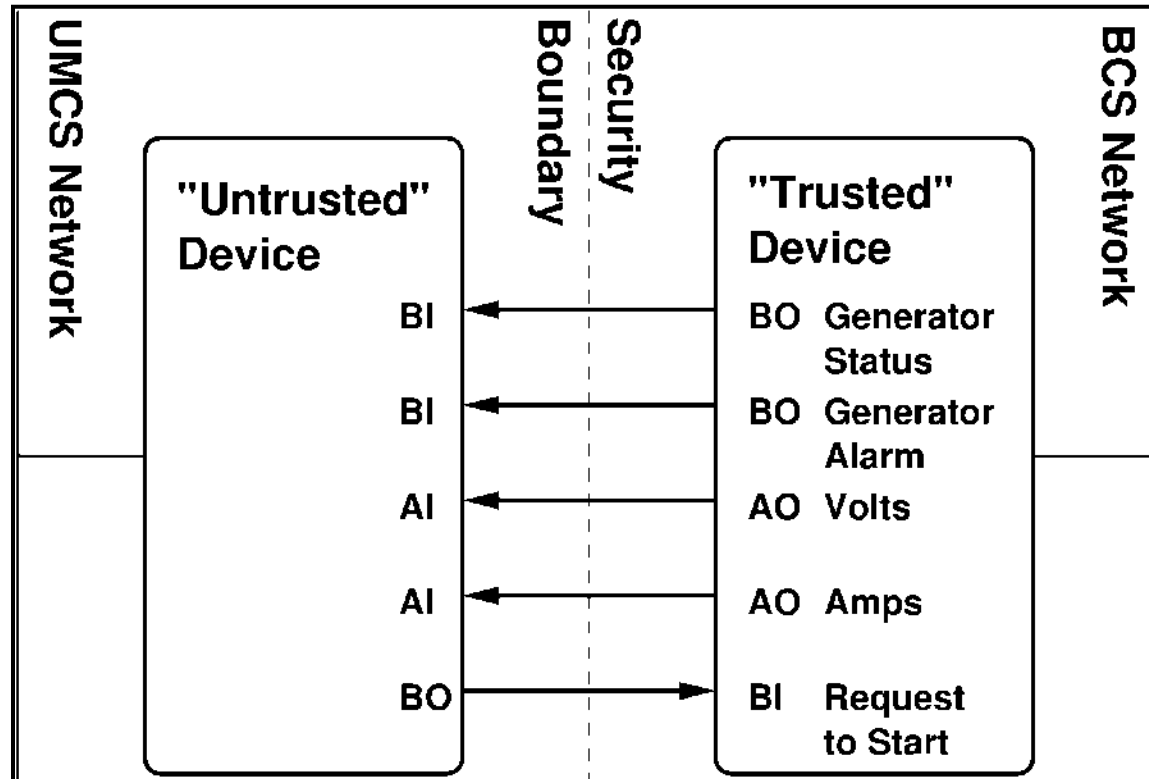 UMCS Network
Boundary
Security
BCS Network
"Untrusted"
Device
"Trusted"
Device
BI
BO Generator
Status
BI
BO Generator
Alarm
AI
AO Volts
AI
AO Amps
BO
BI Request
to Start